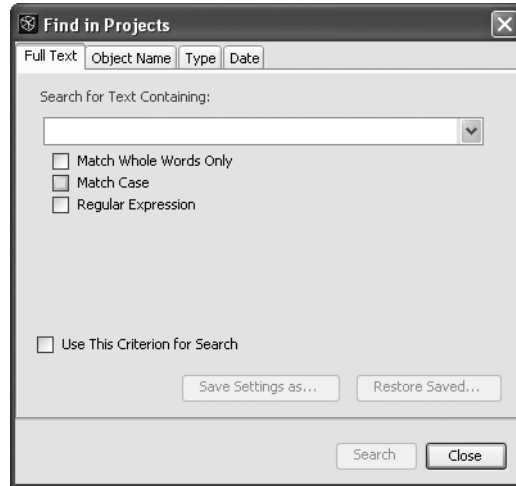 Find in Projects
Full Text Object Name Type Date
Search for Text Containing:
Match Whole Words Only
Match Case
Regular Expression
Use This Criterion for Search
Save Settings as... Restore Saved...
Search Close